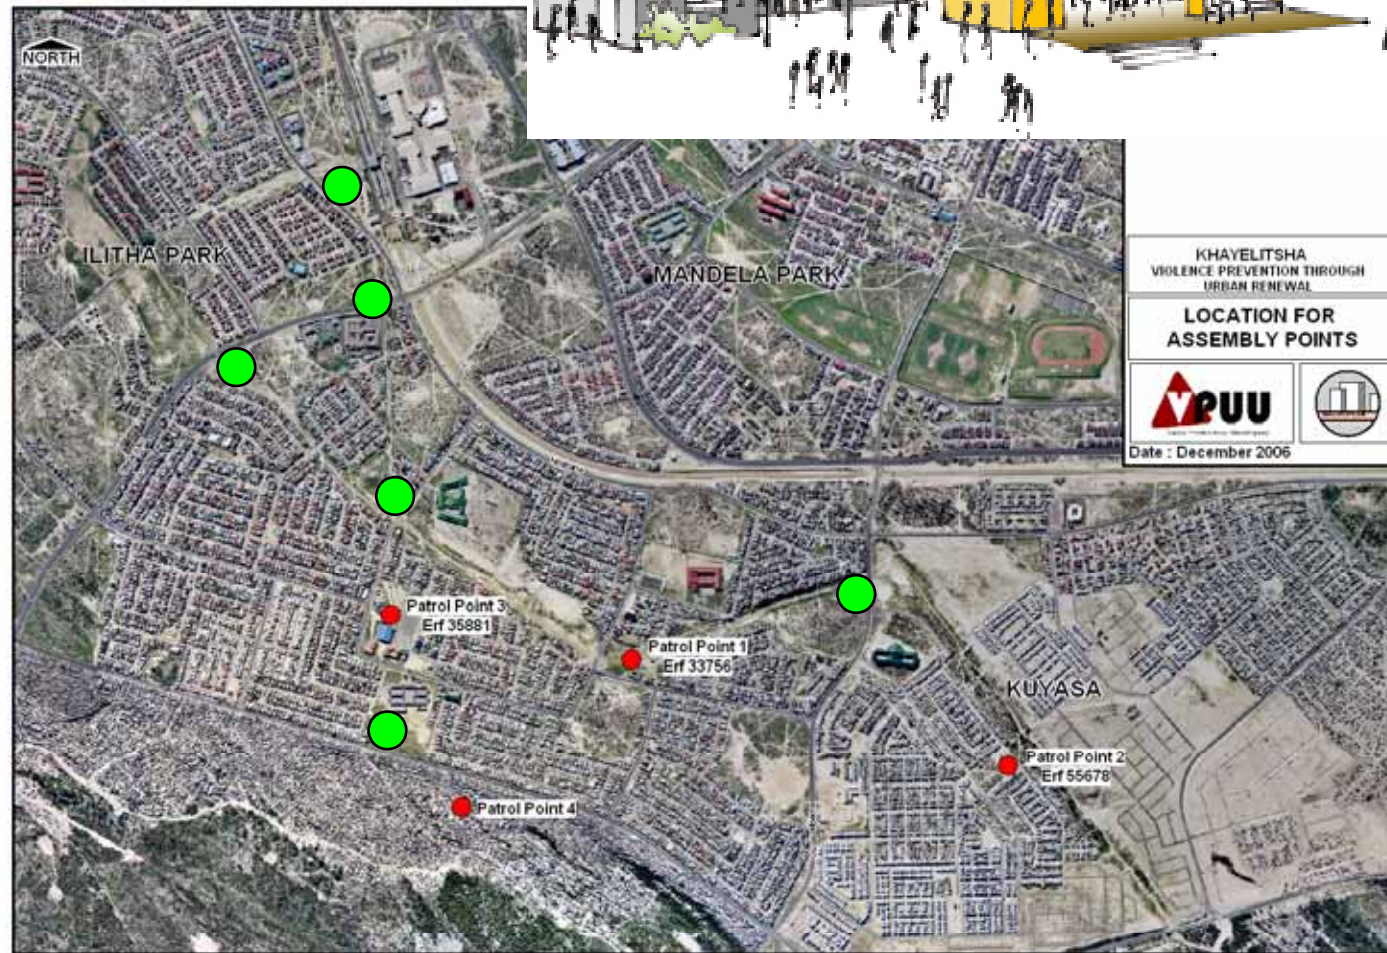 NORTH
ILITHA PARK
MANDELA PARK
KHAYELITSHA
VIOLENCE PREVENTION THROUGH
URBAN RENEWAL
LOCATION FOR
ASSEMBLY POINTS
VPUU
Date : December 2006
Patrol Point 3
Erf 35881
Patrol Point 1
Erf 33756
KUYASA
Patrol Point 2
Erf 55678
Patrol Point 4